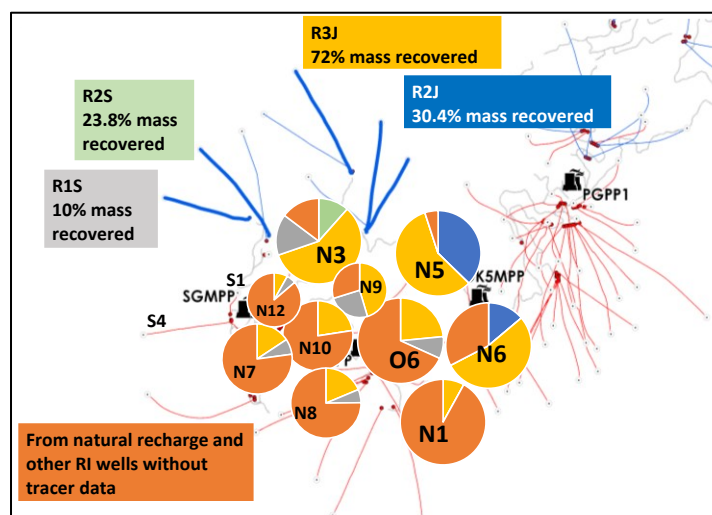 R3J
72% mass recovered
R2S
23.8% mass
recovered
R2J
30.4% mass recovered
R1S
10% mass
recovered
PGPP1
N3
N5
S1
SGMPP
N9
K5MPP
N12
S4
N10
O6
N6
N7
N8
N1
From natural recharge and
other RI wells without
tracer data